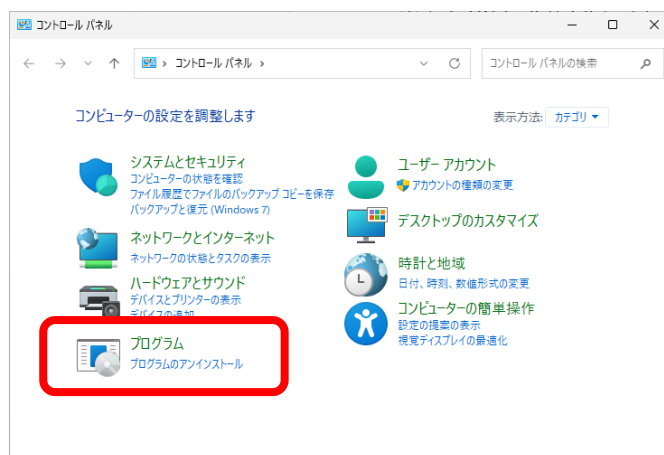 コントロール パネル
コントロール パネル
コントロール パネルの検索
コンピューターの設定を調整します
表示方法: カテゴリ
システムとセキュリティ
コンピューターの状態を確認
ファイル履歴でファイルのバックアップ コピーを保存
バックアップと復元 (Windows 7)
ネットワークとインターネット
ネットワークの状態とタスクの表示
ハードウェアとサウンド
デバイスとプリンターの表示
デバイスの追加
プログラム
プログラムのアンインストール
ユーザー アカウント
アカウントの種類の変更
デスクトップのカスタマイズ
時計と地域
日付、時刻、数値形式の変更
コンピューターの簡単操作
設定の提案の表示
視覚ディスプレイの最適化